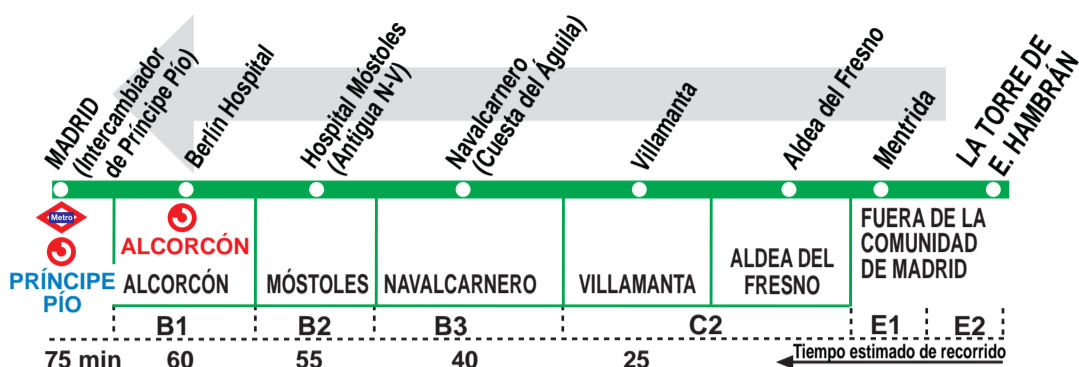 MADRID
(Intercambiador
de Príncipe Pío)
Berlín Hospital
Hospital Móstoles
(Antigua N-V)
Navalcarnero
(Cuesta del Águila)
Villamanta
Aldea del Fresno
Mentrida
LA TORRE DE
E. HAMBRÁN
Metro
PRÍNCIPE
PÍO
ALCORCÓN
ALCORCÓN
MÓSTOLES
NAVALCARNERO
VILLAMANTA
ALDEA DEL
FRESNO
FUERA DE LA
COMUNIDAD
DE MADRID
B1 B2 B3 C2 E1 E2
75 min 60 55 40 25 Tiempo estimado de recorrido